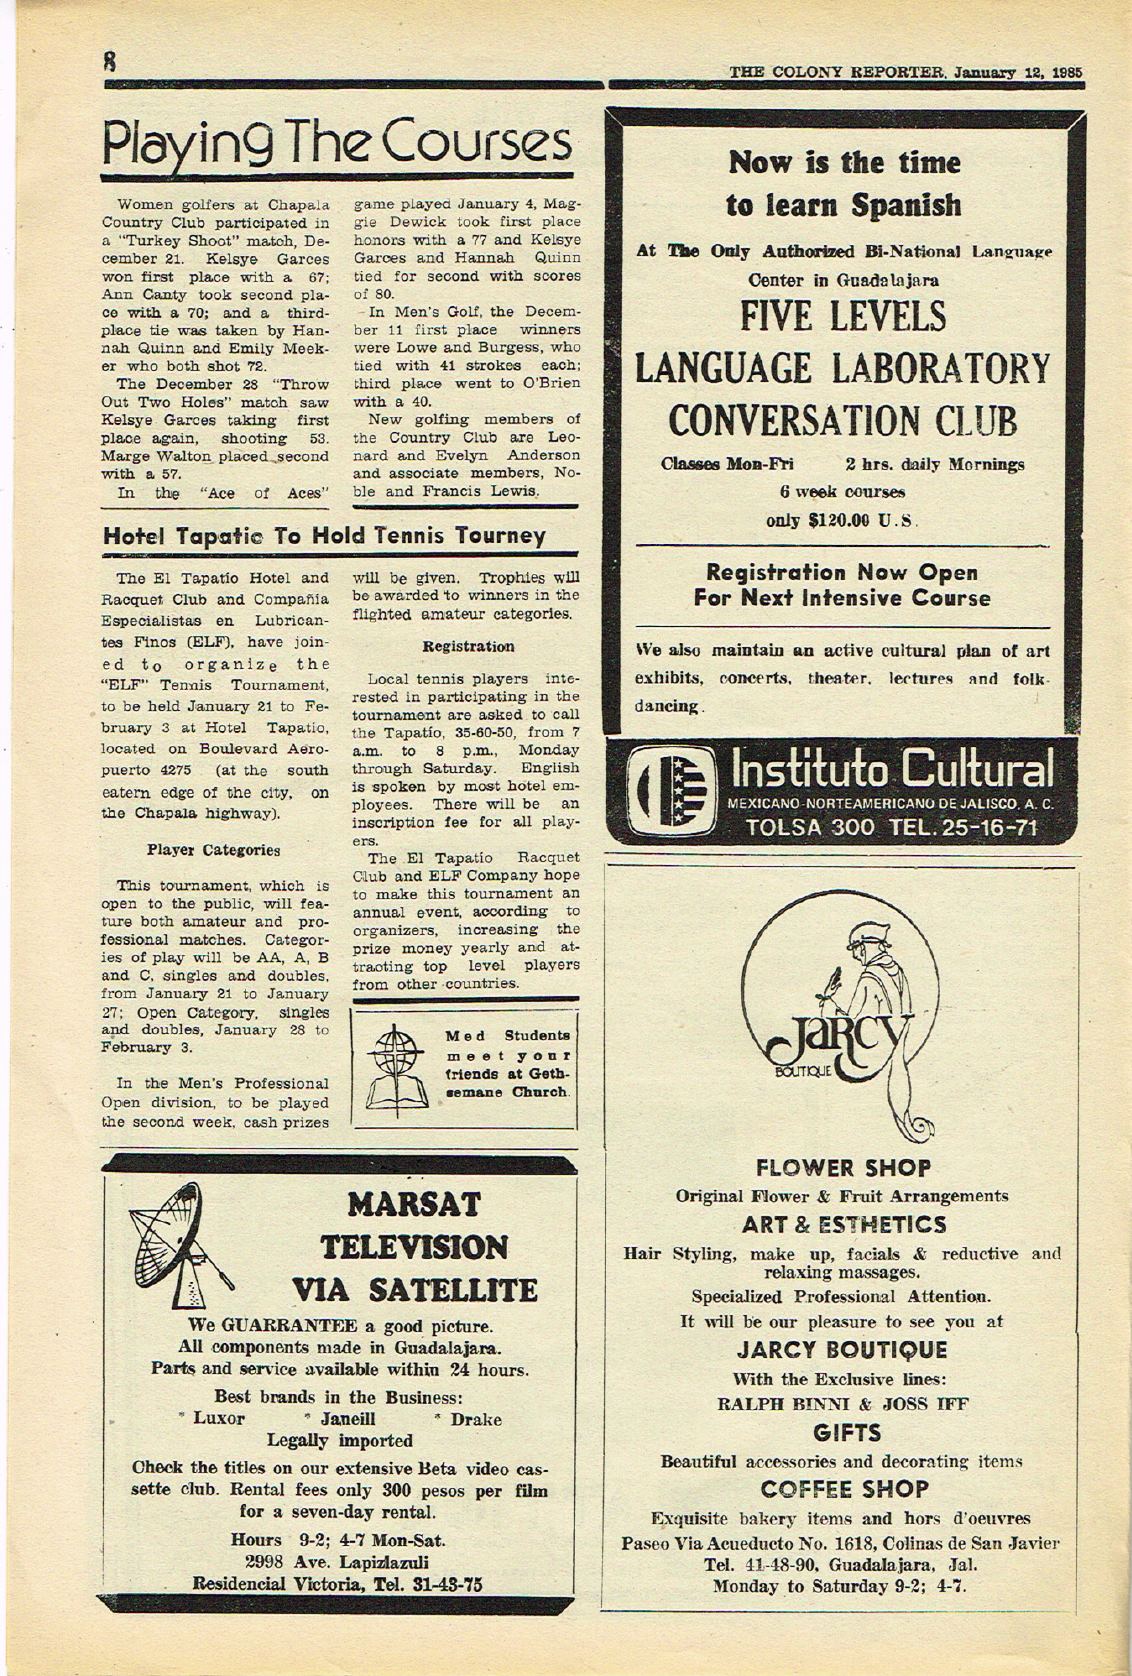 8
THE COLONY REPORTER, January 12, 1985
Playing The Courses
Women golfers at Chapala
Country Club participated in
a "Turkey Shoot" match, De-
cember 21. Kelsye Garces
won first place with a 67;
Ann Canty took second pla-
ce with a 70; and a third-
place tie was taken by Han-
nah Quinn and Emily Meek-
er who both shot 72.
The December 28 "Throw
Out Two Holes" match saw
Kelsye Garces taking first
place again, shooting 53.
Marge Walton placed second
with a 57.
In the "Ace of Aces"
game played January 4, Mag-
gie Dewick took first place
honors with a 77 and Kelsye
Garces and Hannah Quinn
tied for second with scores
of 80.
In Men's Golf, the Decem-
ber 11 first place winners
were Lowe and Burgess, who
tied with 41 strokes each;
third place went to O'Brien
with a 40.
New golfing members of
the Country Club are Leo-
nard and Evelyn Anderson
and associate members, No-
ble and Francis Lewis.
Hotel Tapatio To Hold Tennis Tourney
The El Tapatío Hotel and
Racquet Club and Compañía
Especialistas en Lubrican-
tes Finos (ELF), have join-
ed to organize the
"ELF" Tennis Tournament,
to be held January 21 to Fe-
bruary 3 at Hotel Tapatío,
located on Boulevard Aero-
puerto 4275 (at the south
eatern edge of the city, on
the Chapala highway).
Player Categories
This tournament, which is
open to the public, will fea-
ture both amateur and pro-
fessional matches. Categor-
ies of play will be AA, A, B
and C, singles and doubles,
from January 21 to January
27; Open Category, singles
and doubles, January 28 to
February 3.
In the Men's Professional
Open division, to be played
the second week, cash prizes
will be given. Trophies will
be awarded to winners in the
flighted amateur categories.
Registration
Local tennis players inte-
rested in participating in the
tournament are asked to call
the Tapatío, 35-60-50, from 7
a.m. to 8 p.m., Monday
through Saturday. English
is spoken by most hotel em-
ployees. There will be an
inscription fee for all play-
ers.
The El Tapatío Racquet
Club and ELF Company hope
to make this tournament an
annual event, according to
organizers, increasing the
prize money yearly and at-
tracting top level players
from other countries.
Med Students
meet your
friends at Geth-
semane Church.
MARSAT
TELEVISION
VIA SATELLITE
We GUARRANTEE a good picture.
All components made in Guadalajara.
Parts and service available within 24 hours.
Best brands in the Business:
* Luxor * Janeill * Drake
Legally imported
Check the titles on our extensive Beta video cas-
sette club. Rental fees only 300 pesos per film
for a seven-day rental.
Hours 9-2; 4-7 Mon-Sat.
2998 Ave. Lapizlazuli
Residencial Victoria, Tel. 31-43-75
Now is the time
to learn Spanish
At The Only Authorized Bi-National Language
Center in Guadalajara
FIVE LEVELS
LANGUAGE LABORATORY
CONVERSATION CLUB
Classes Mon-Fri 2 hrs. daily Mornings
6 week courses
only $120.00 U.S.
Registration Now Open
For Next Intensive Course
We also maintain an active cultural plan of art
exhibits, concerts, theater, lectures and folk-
dancing.
Instituto Cultural
MEXICANO-NORTEAMERICANO DE JALISCO, A. C.
TOLSA 300 TEL. 25-16-71
JARCY
BOUTIQUE
FLOWER SHOP
Original Flower & Fruit Arrangements
ART & ESTHETICS
Hair Styling, make up, facials & reductive and
relaxing massages.
Specialized Professional Attention.
It will be our pleasure to see you at
JARCY BOUTIQUE
With the Exclusive lines:
RALPH BINNI & JOSS IFF
GIFTS
Beautiful accessories and decorating items
COFFEE SHOP
Exquisite bakery items and hors d'oeuvres
Paseo Via Acueducto No. 1618, Colinas de San Javier
Tel. 41-48-90, Guadalajara, Jal.
Monday to Saturday 9-2; 4-7.